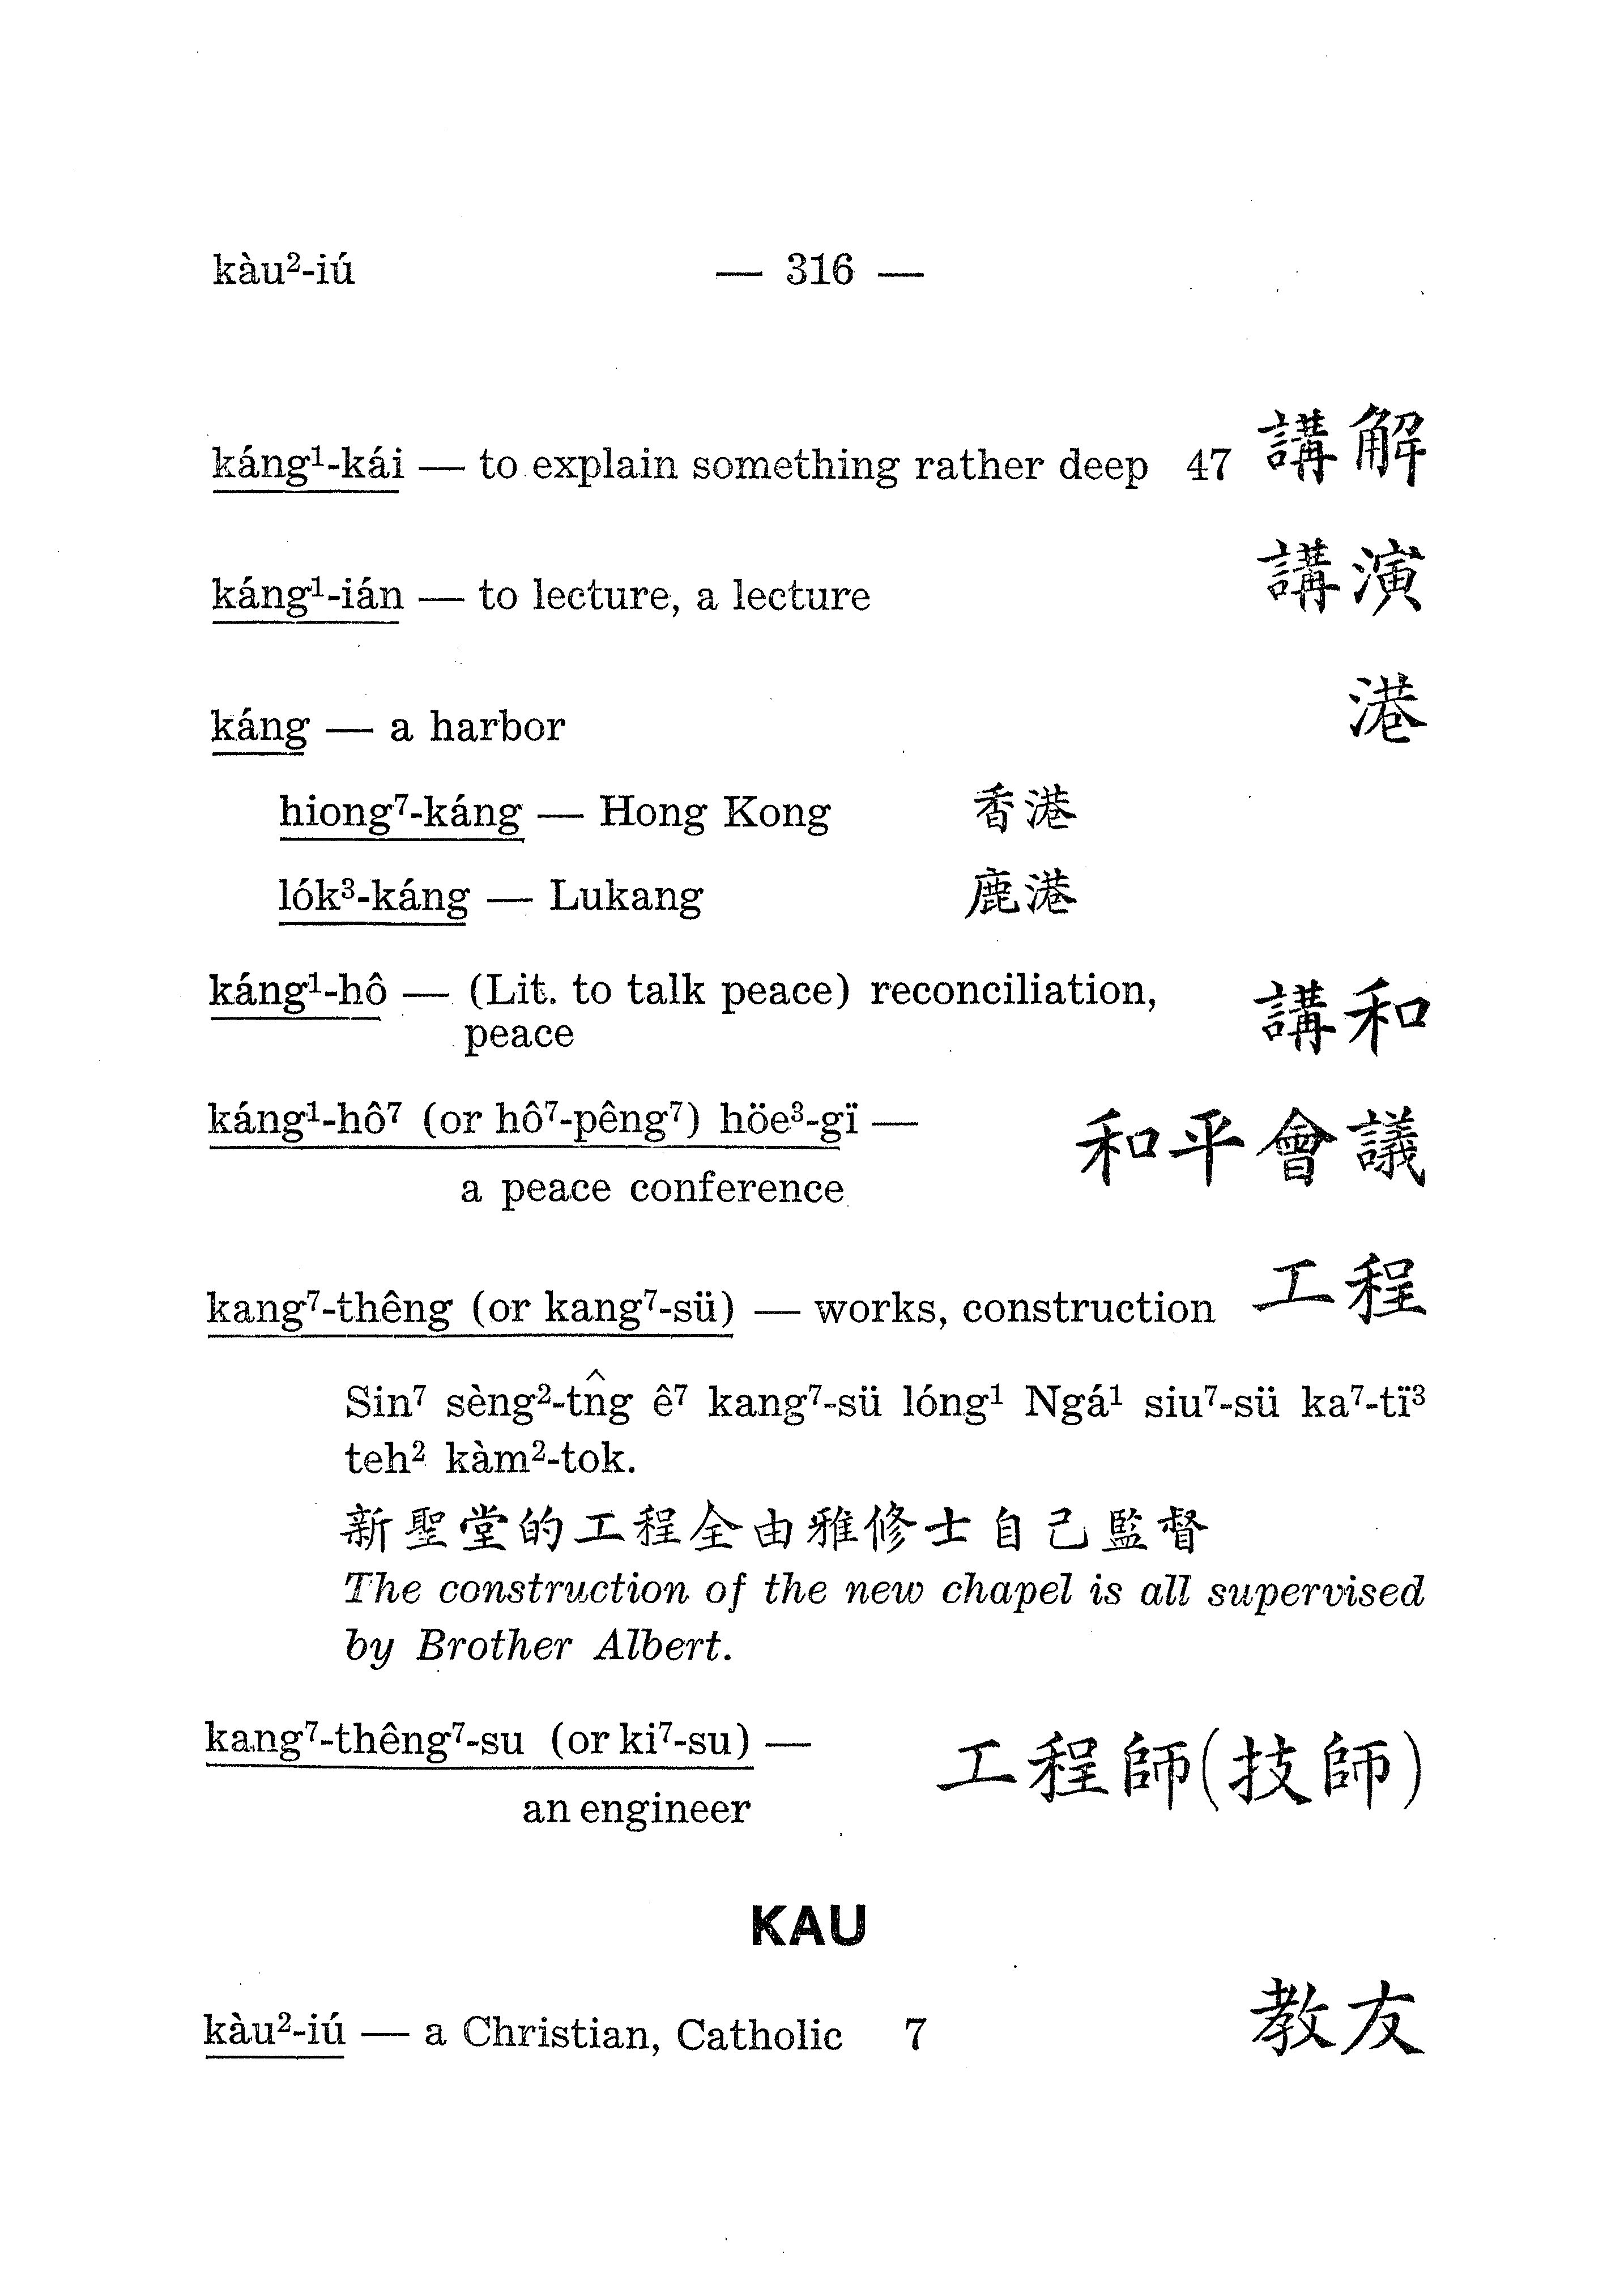 kàu²-iú — 316 —
káng¹-kái — to explain something rather deep 47 講解
káng¹-ián — to lecture, a lecture 講演
káng — a harbor 港
hiong⁷-káng — Hong Kong 香港
lók³-káng — Lukang 鹿港
káng¹-hô — (Lit. to talk peace) reconciliation, 講和
peace
káng¹-hô⁷ (or hô⁷-pêng⁷) höe³-gï — 和平會議
a peace conference
kang⁷-thêng (or kang⁷-sü) — works, construction 工程
Sin⁷ sèng²-tn̂g ê⁷ kang⁷-sü lóng¹ Ngá¹ siu⁷-sü ka⁷-tï³
teh² kàm²-tok.
新聖堂的工程全由雅修士自己監督
The construction of the new chapel is all supervised
by Brother Albert.
kang⁷-thêng⁷-su (or ki⁷-su) — 工程師(技師)
an engineer
KAU
kàu²-iú — a Christian, Catholic 7 教友